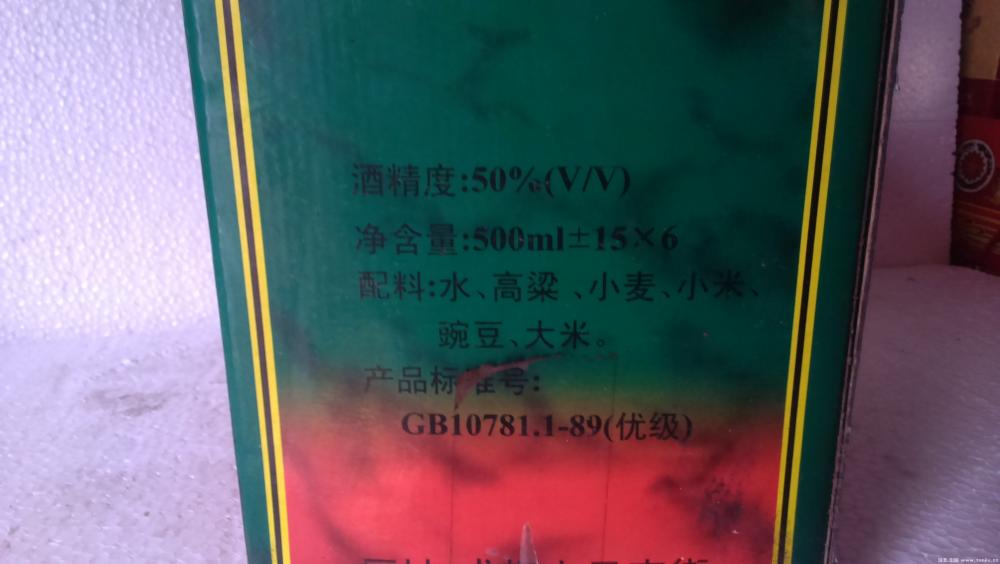 酒精度:50%(V/V)
净含量:500ml±15×6
配料:水、高粱、小麦、小米、
豌豆、大米。
产品标准号:
GB10781.1-89(优级)